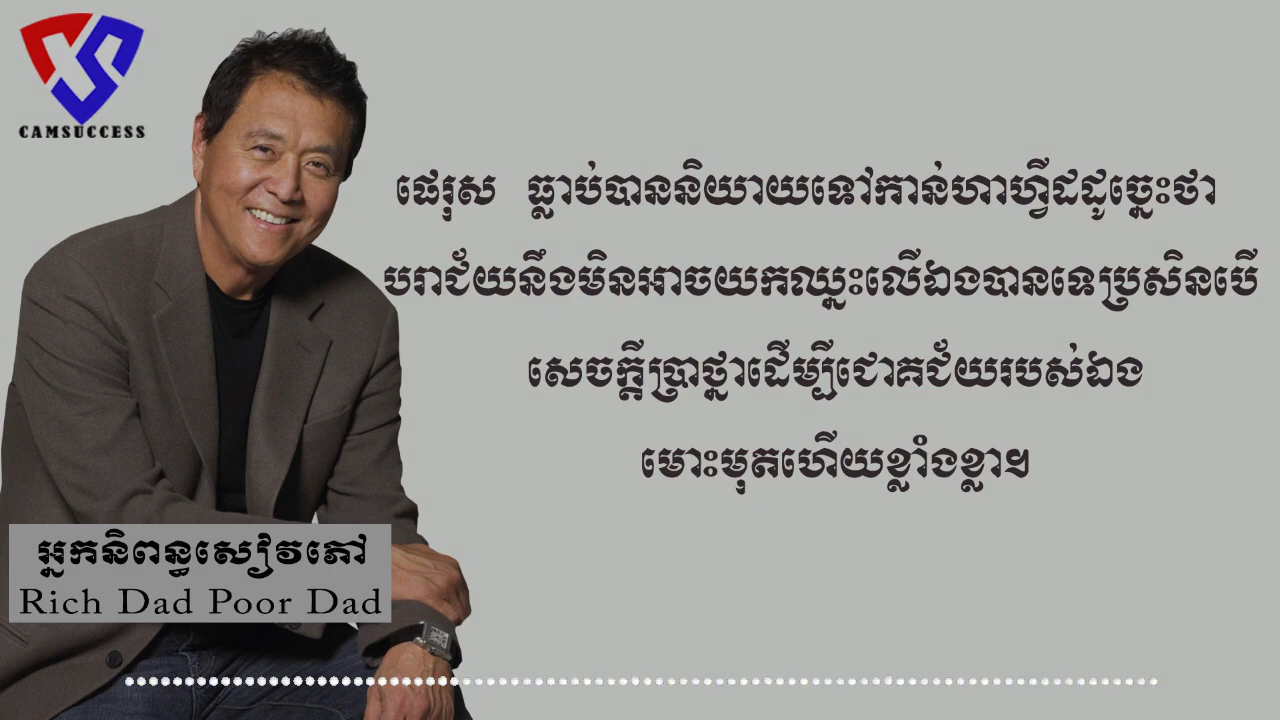 CAMSUCCESS
ផេរុស ធ្លាប់បាននិយាយទៅកាន់ហាហ្វីដដូច្នេះថា
បរាជ័យនឹងមិនអាចយកឈ្នះលើឯងបានទេប្រសិនបើ
សេចក្ដីប្រាថ្នាដើម្បីជោគជ័យរបស់ឯង
មោះមុតហើយខ្លាំងខ្លា។
អ្នកនិពន្ធសៀវភៅ
Rich Dad Poor Dad